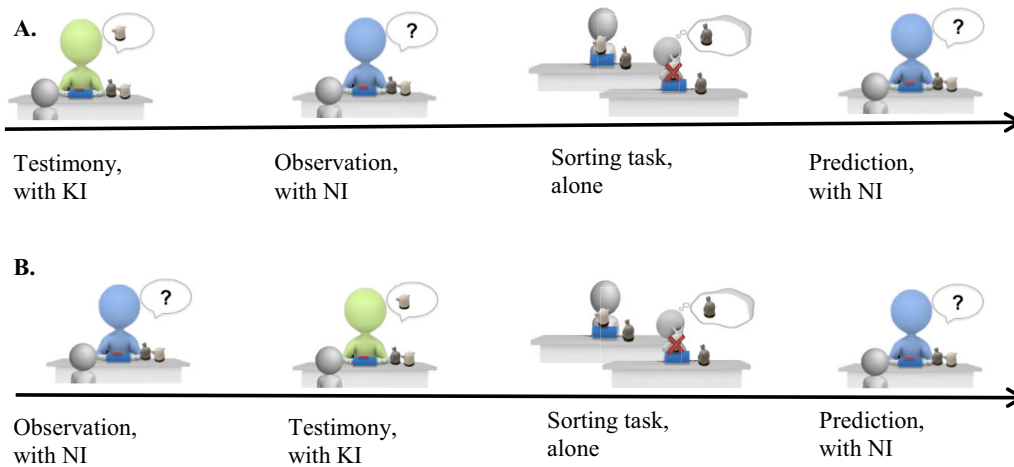 A.
?
?
Testimony,
with KI
Observation,
with NI
Sorting task,
alone
Prediction,
with NI
B.
?
?
Observation,
with NI
Testimony,
with KI
Sorting task,
alone
Prediction,
with NI